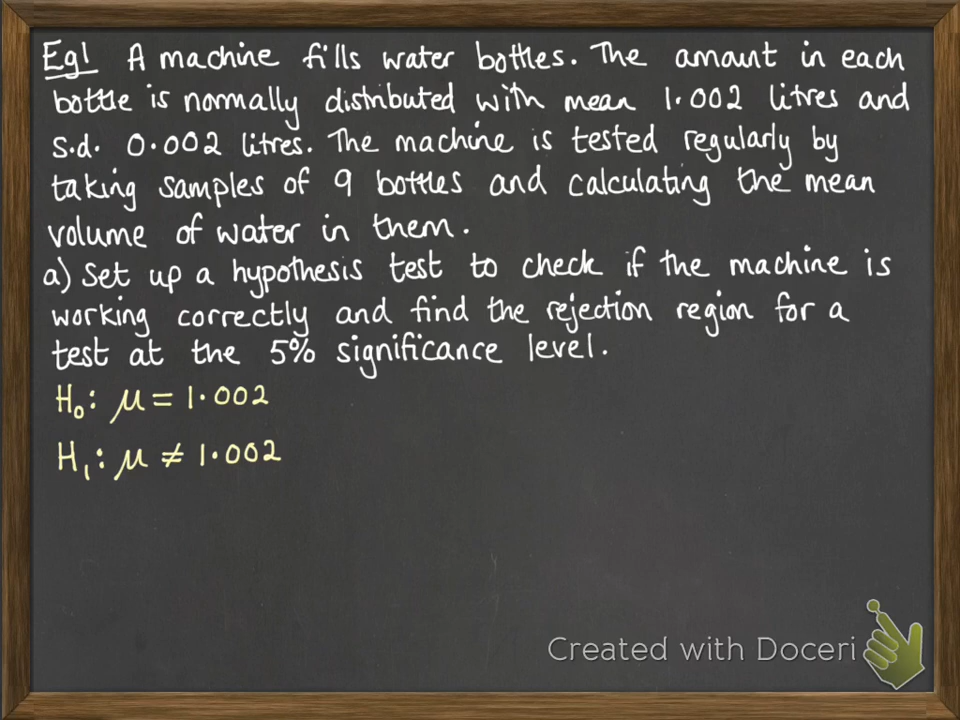 Eg1 A machine fills water bottles. The amount in each
bottle is normally distributed with mean 1.002 litres and
s.d. 0.002 litres. The machine is tested regularly by
taking samples of 9 bottles and calculating the mean
volume of water in them.
a) Set up a hypothesis test to check if the machine is
working correctly and find the rejection region for a
test at the 5% significance level.
H₀: μ = 1.002
H₁: μ ≠ 1.002
Created with Doceri